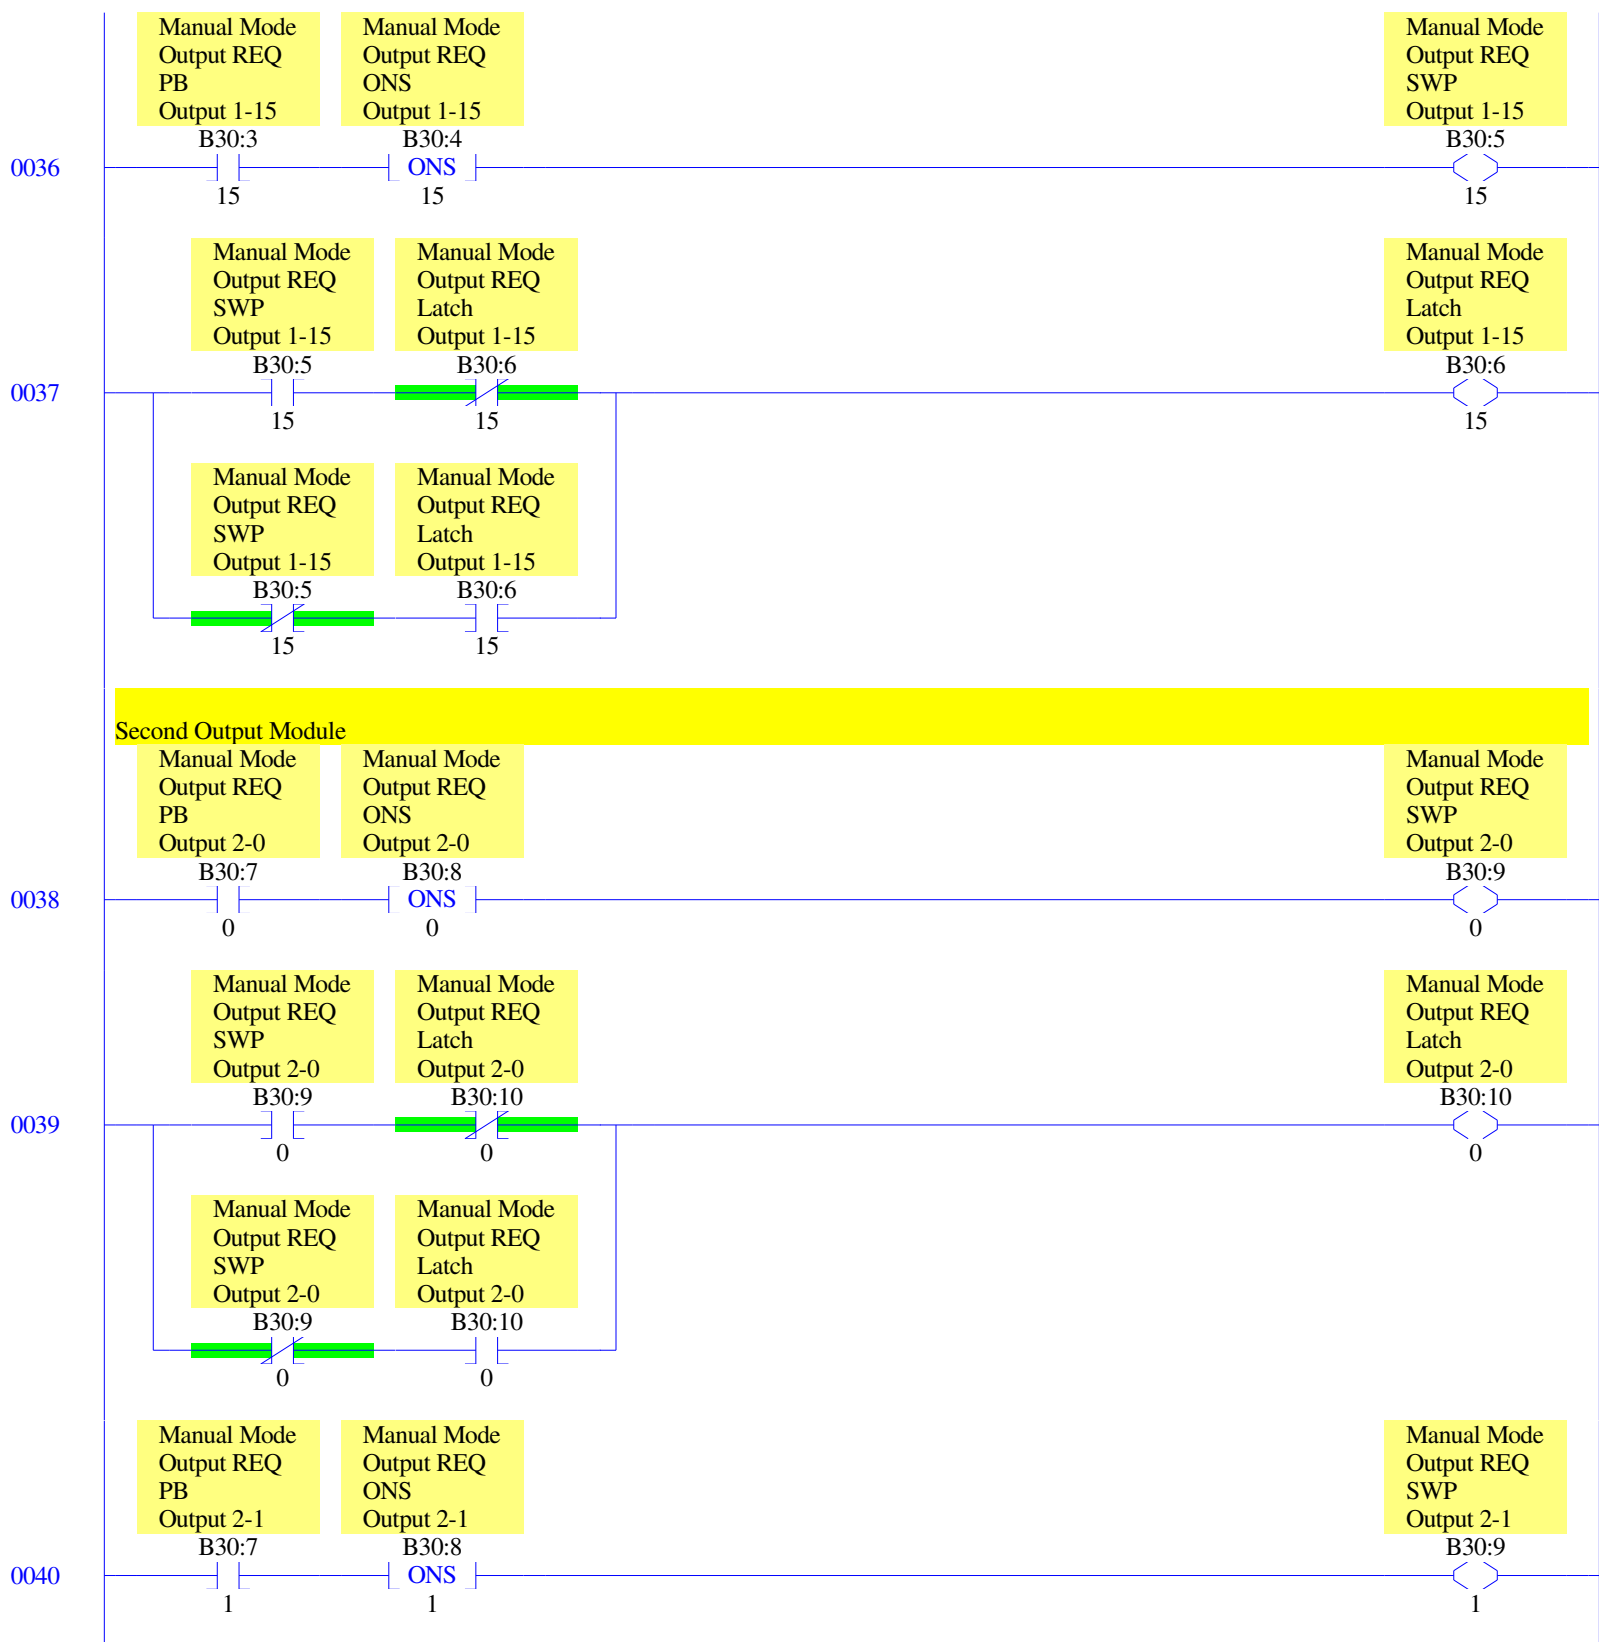 Manual Mode
Output REQ
PB
Output 1-15
B30:3
15
Manual Mode
Output REQ
ONS
Output 1-15
B30:4
ONS
15
Manual Mode
Output REQ
SWP
Output 1-15
B30:5
15
0036
Manual Mode
Output REQ
SWP
Output 1-15
B30:5
15
Manual Mode
Output REQ
Latch
Output 1-15
B30:6
15
Manual Mode
Output REQ
Latch
Output 1-15
B30:6
15
0037
Manual Mode
Output REQ
SWP
Output 1-15
B30:5
15
Manual Mode
Output REQ
Latch
Output 1-15
B30:6
15
Second Output Module
Manual Mode
Output REQ
PB
Output 2-0
B30:7
0
Manual Mode
Output REQ
ONS
Output 2-0
B30:8
ONS
0
Manual Mode
Output REQ
SWP
Output 2-0
B30:9
0
0038
Manual Mode
Output REQ
SWP
Output 2-0
B30:9
0
Manual Mode
Output REQ
Latch
Output 2-0
B30:10
0
Manual Mode
Output REQ
Latch
Output 2-0
B30:10
0
0039
Manual Mode
Output REQ
SWP
Output 2-0
B30:9
0
Manual Mode
Output REQ
Latch
Output 2-0
B30:10
0
Manual Mode
Output REQ
PB
Output 2-1
B30:7
1
Manual Mode
Output REQ
ONS
Output 2-1
B30:8
ONS
1
Manual Mode
Output REQ
SWP
Output 2-1
B30:9
1
0040